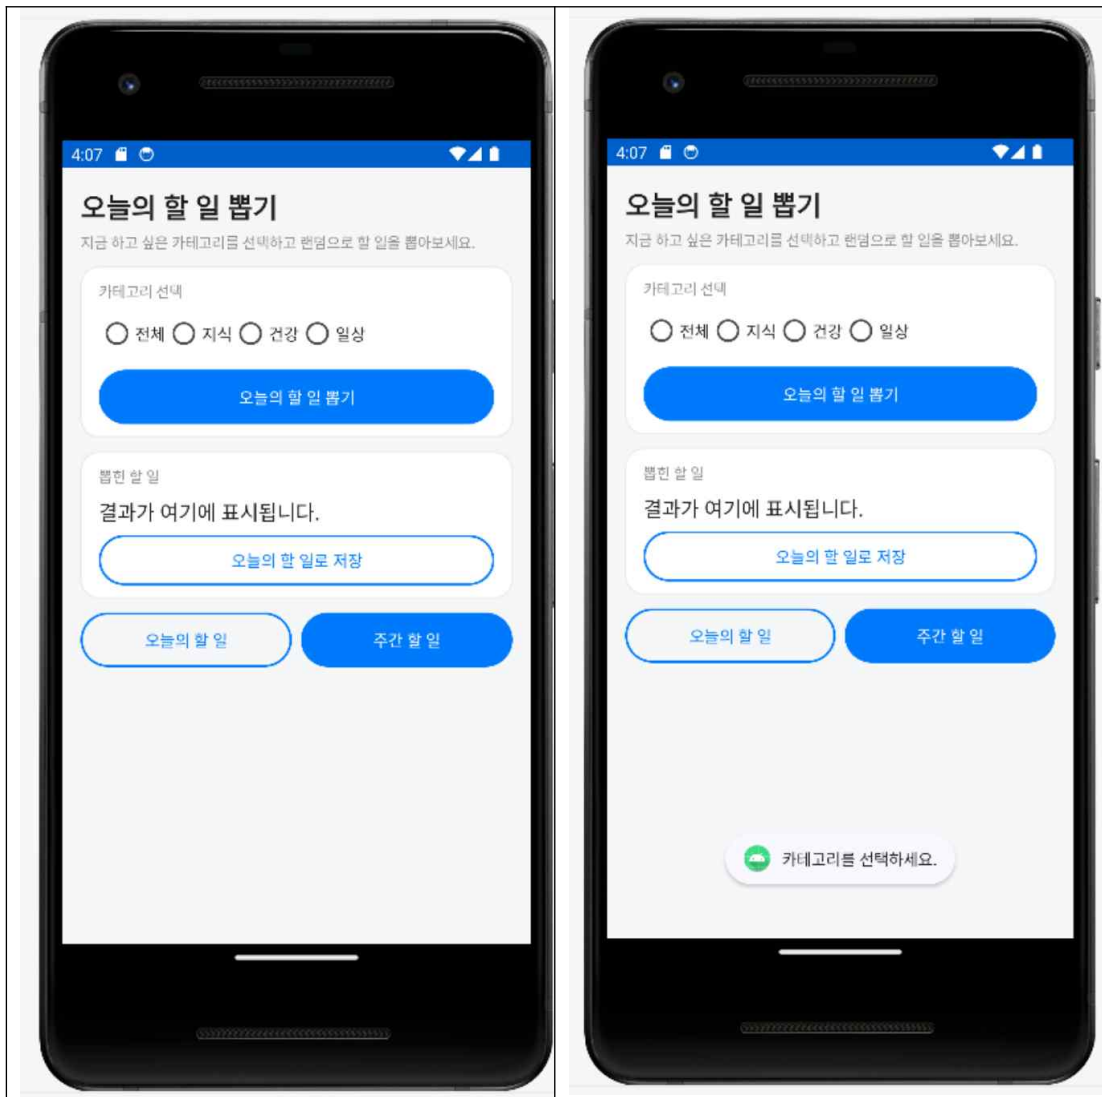 4:07
오늘의 할 일 뽑기
지금 하고 싶은 카테고리를 선택하고 랜덤으로 할 일을 뽑아보세요.
카테고리 선택
전체 지식 건강 일상
오늘의 할 일 뽑기
뽑힌 할 일
결과가 여기에 표시됩니다.
오늘의 할 일로 저장
오늘의 할 일 주간 할 일
4:07
오늘의 할 일 뽑기
지금 하고 싶은 카테고리를 선택하고 랜덤으로 할 일을 뽑아보세요.
카테고리 선택
전체 지식 건강 일상
오늘의 할 일 뽑기
뽑힌 할 일
결과가 여기에 표시됩니다.
오늘의 할 일로 저장
오늘의 할 일 주간 할 일
카테고리를 선택하세요.